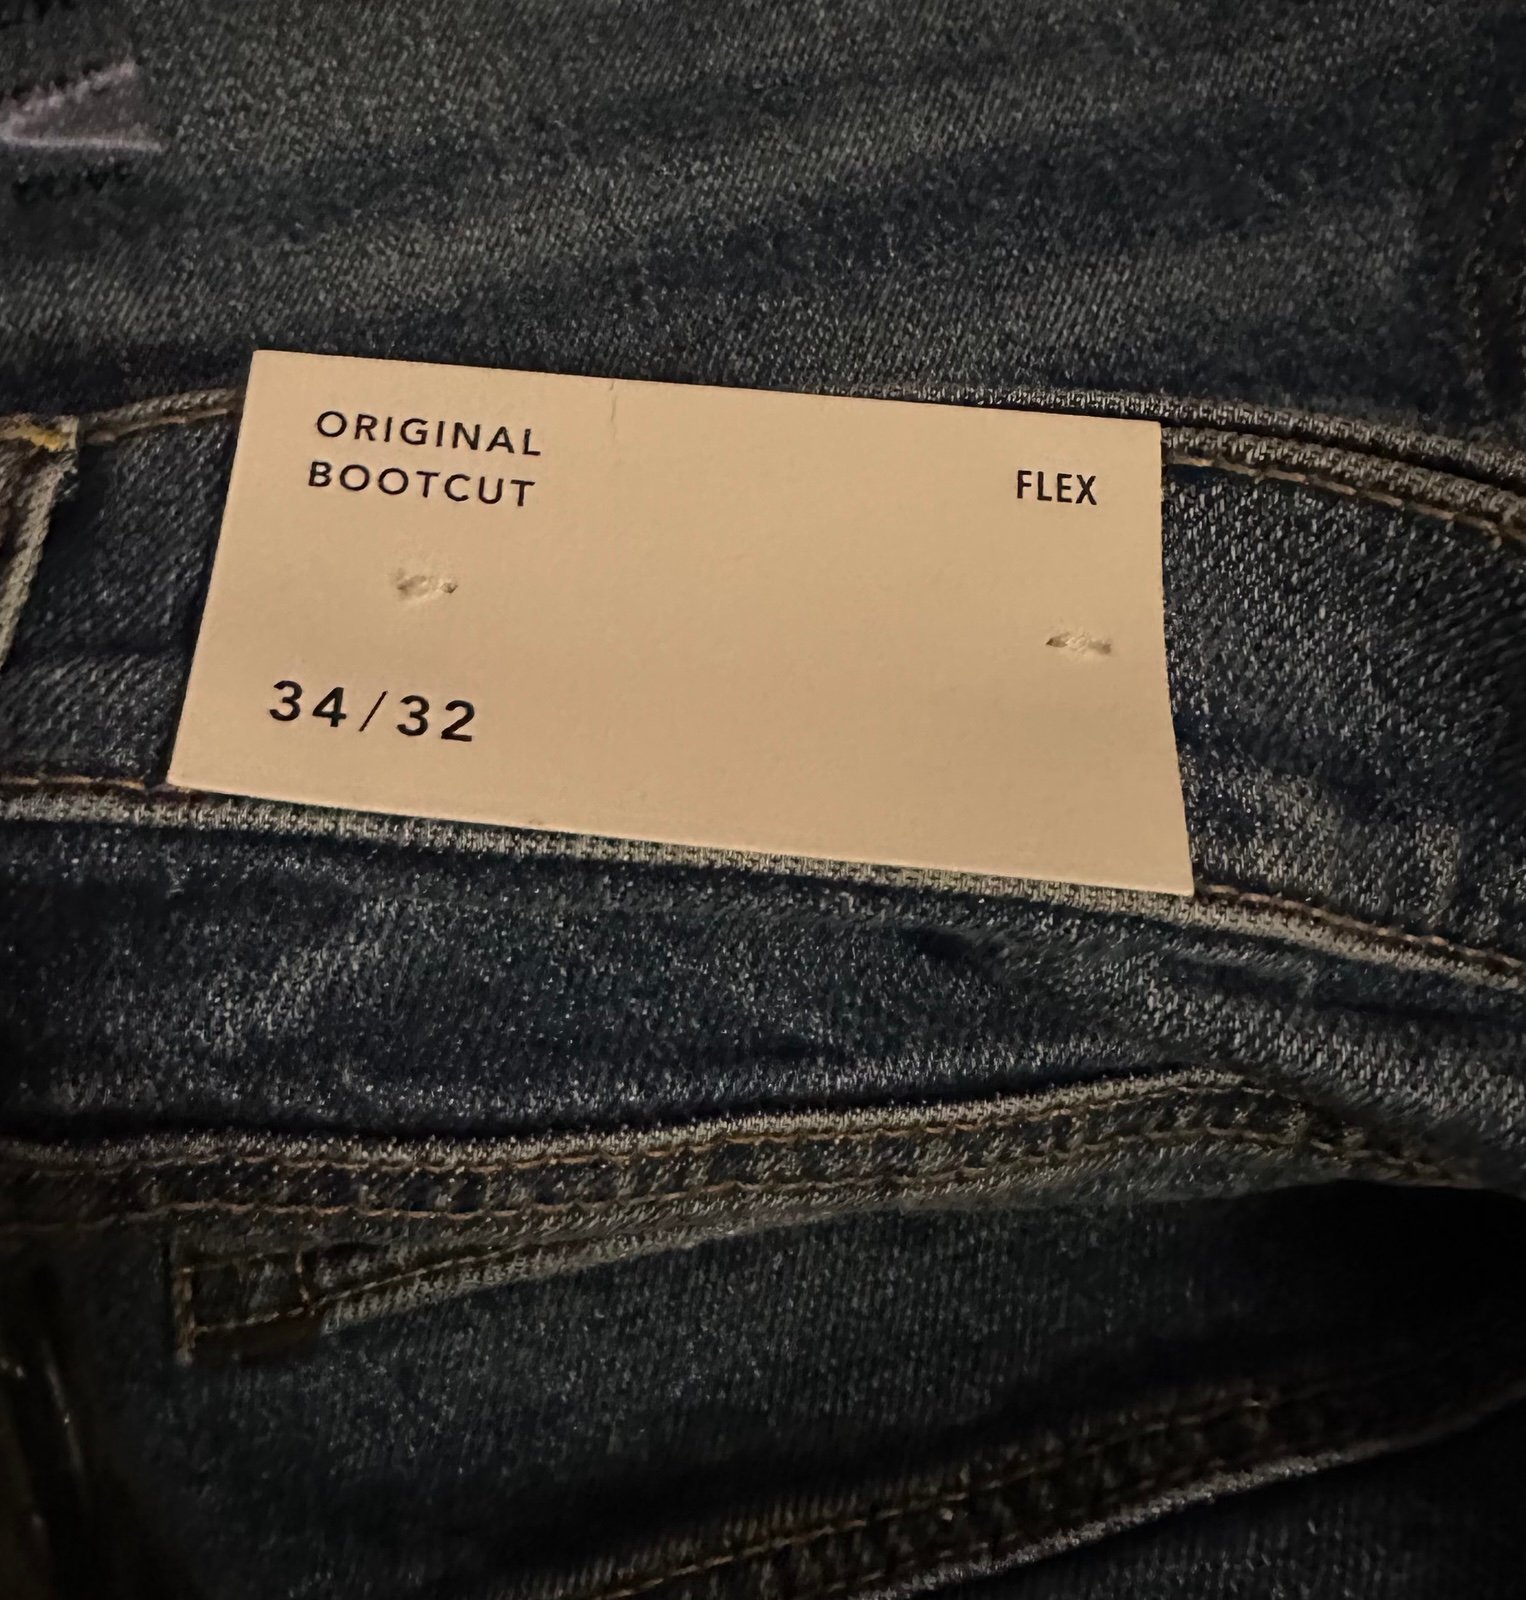 ORIGINAL
BOOTCUT
FLEX
34/32